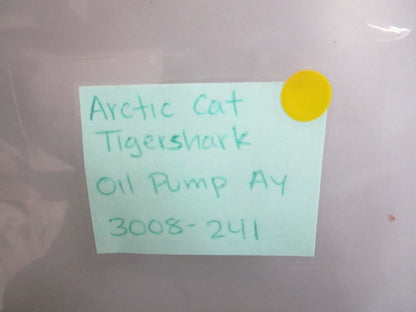 Arctic Cat
Tigershark
Oil Pump Ay
3008-241